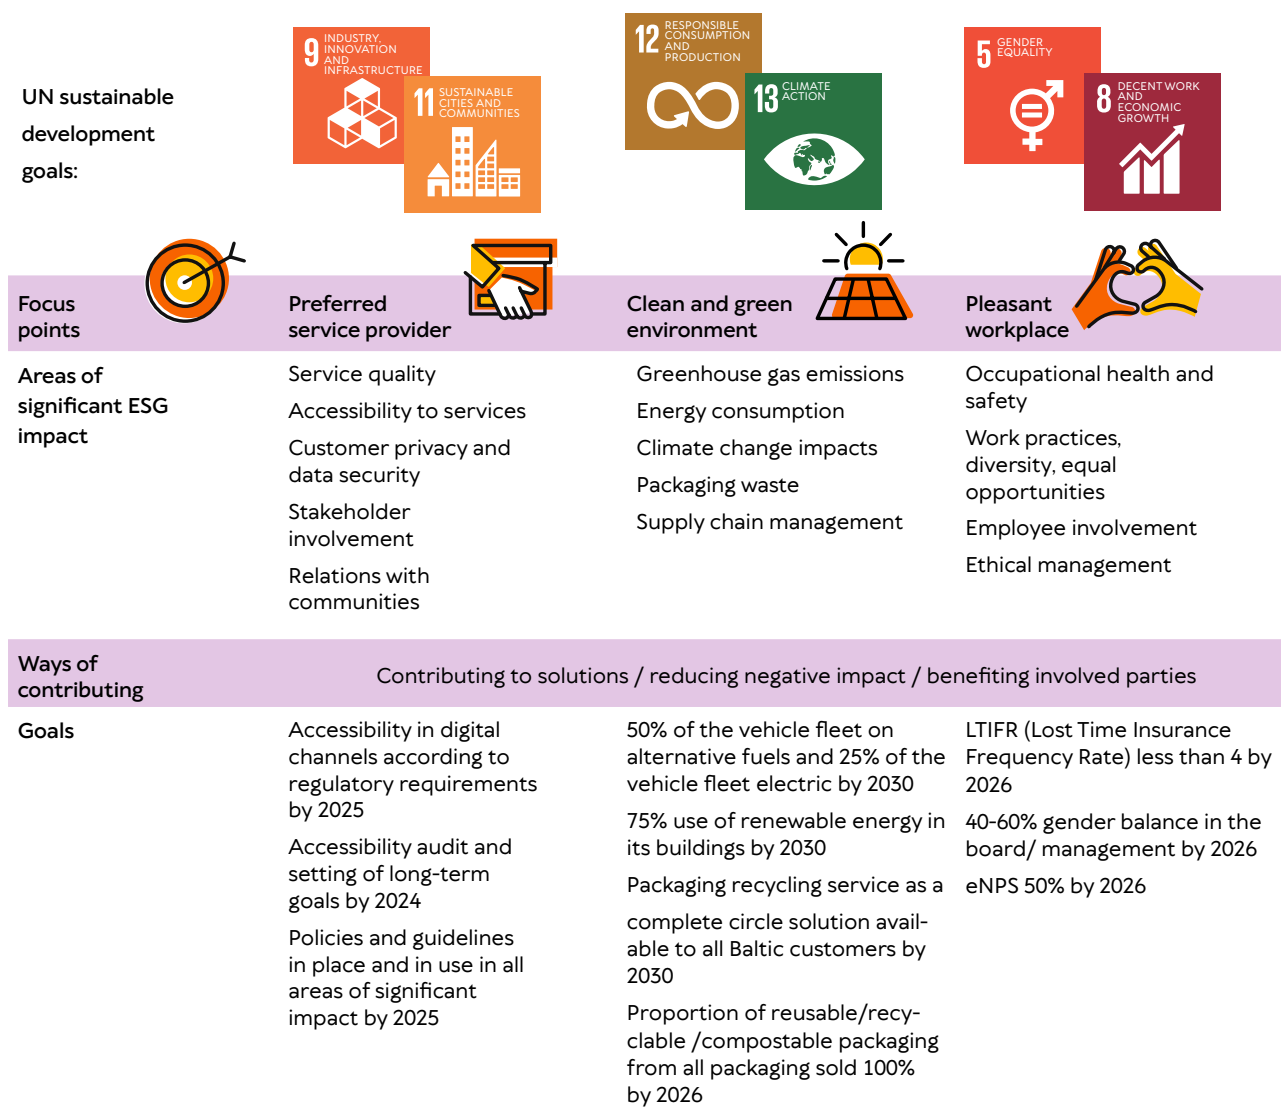 UN sustainable
development
goals:
9 INDUSTRY,
INNOVATION
AND
INFRASTRUCTURE
11 SUSTAINABLE
CITIES AND
COMMUNITIES
12 RESPONSIBLE
CONSUMPTION
AND
PRODUCTION
13 CLIMATE
ACTION
5 GENDER
EQUALITY
8 DECENT WORK
AND
ECONOMIC
GROWTH
Focus
points
Preferred
service provider
Clean and green
environment
Pleasant
workplace
Areas of
significant ESG
impact
Service quality
Accessibility to services
Customer privacy and
data security
Stakeholder
involvement
Relations with
communities
Greenhouse gas emissions
Energy consumption
Climate change impacts
Packaging waste
Supply chain management
Occupational health and
safety
Work practices,
diversity, equal
opportunities
Employee involvement
Ethical management
Ways of
contributing
Contributing to solutions / reducing negative impact / benefiting involved parties
Goals
Accessibility in digital
channels according to
regulatory requirements
by 2025
Accessibility audit and
setting of long-term
goals by 2024
Policies and guidelines
in place and in use in all
areas of significant
impact by 2025
50% of the vehicle fleet on
alternative fuels and 25% of the
vehicle fleet electric by 2030
75% use of renewable energy in
its buildings by 2030
Packaging recycling service as a
complete circle solution avail-
able to all Baltic customers by
2030
Proportion of reusable/recy-
clable /compostable packaging
from all packaging sold 100%
by 2026
LTIFR (Lost Time Insurance
Frequency Rate) less than 4 by
2026
40-60% gender balance in the
board/ management by 2026
eNPS 50% by 2026